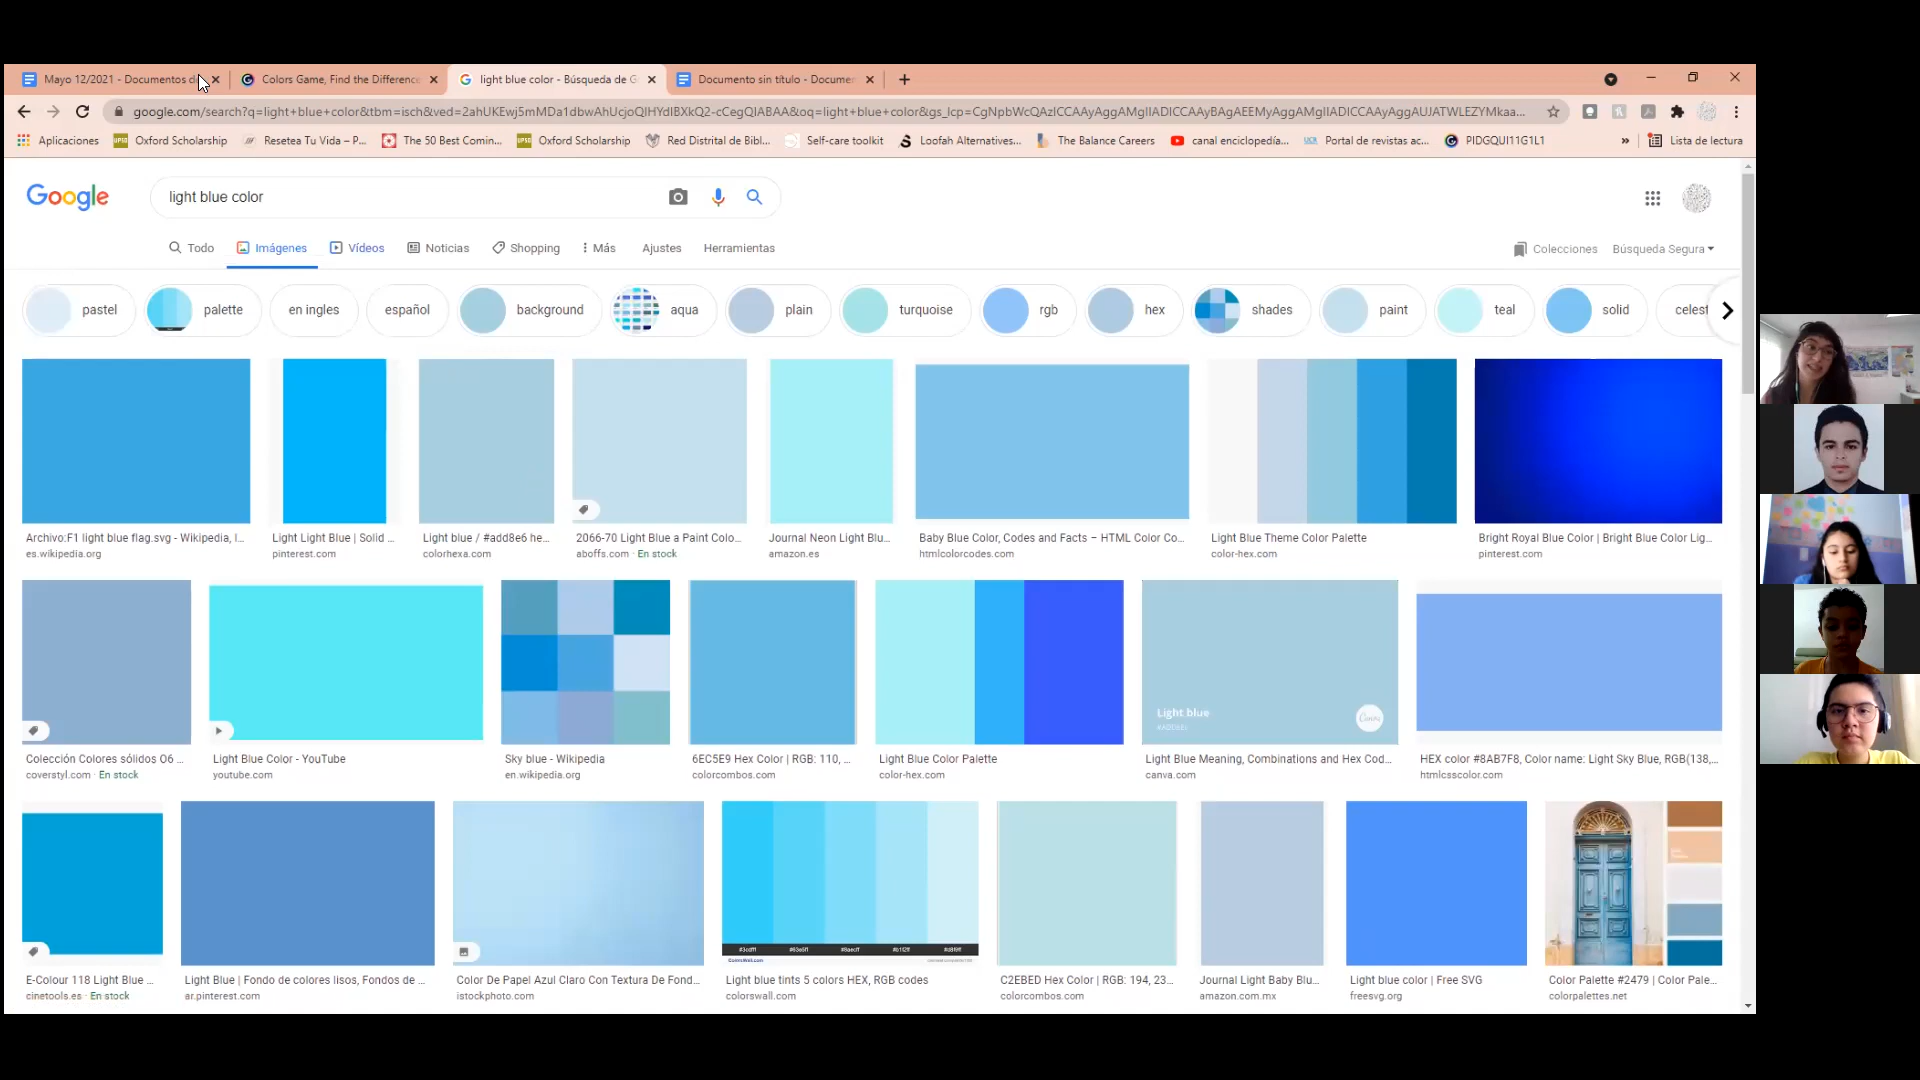 Mayo 12/2021 - Documentos d
Colors Game, Find the Difference
light blue color - Búsqueda de G
Documento sin título - Documen
google.com/search?q=light+blue+color&tbm=isch&ved=2ahUKEwj5mMDa1dbwAhUcjoQIHYdIBXkQ2-cCegQIABAA&oq=light+blue+color&gs_lcp=CgNpbWcQAzICCAAyAggAMgIIADICCAAyBAgAEEMyAggAMgIIADICCAAyAggAUJATWLEZYMkaa...
Aplicaciones
Oxford Scholarship
Resetea Tu Vida – P...
The 50 Best Comin...
Oxford Scholarship
Red Distrital de Bibl...
Self-care toolkit
Loofah Alternatives...
The Balance Careers
canal enciclopedia...
Portal de revistas ac...
PIDGQUI11G1L1
»
Lista de lectura
Google
light blue color
Todo
Imágenes
Vídeos
Noticias
Shopping
Más
Ajustes
Herramientas
Colecciones
Búsqueda Segura
pastel
palette
en ingles
español
background
aqua
plain
turquoise
rgb
hex
shades
paint
teal
solid
celest
Archivo:F1 light blue flag.svg - Wikipedia, l...
es.wikipedia.org
Light Light Blue | Solid ...
pinterest.com
Light blue / #add8e6 he...
colorhexa.com
2066-70 Light Blue a Paint Colo...
aboffs.com · En stock
Journal Neon Light Blu...
amazon.es
Baby Blue Color, Codes and Facts – HTML Color Co...
htmlcolorcodes.com
Light Blue Theme Color Palette
color-hex.com
Bright Royal Blue Color | Bright Blue Color Lig...
pinterest.com
Light blue
Canva
Colección Colores sólidos 06 ...
coverstyl.com · En stock
Light Blue Color - YouTube
youtube.com
Sky blue - Wikipedia
en.wikipedia.org
6EC5E9 Hex Color | RGB: 110, ...
colorcombos.com
Light Blue Color Palette
color-hex.com
Light Blue Meaning, Combinations and Hex Cod...
canva.com
HEX color #8AB7F8, Color name: Light Sky Blue, RGB(138,...
htmlcsscolor.com
E-Colour 118 Light Blue ...
cinetools.es · En stock
Light Blue | Fondo de colores lisos, Fondos de ...
ar.pinterest.com
Color De Papel Azul Claro Con Textura De Fond...
istockphoto.com
Light blue tints 5 colors HEX, RGB codes
colorswall.com
C2EBED Hex Color | RGB: 194, 23...
colorcombos.com
Journal Light Baby Blu...
amazon.com.mx
Light blue color | Free SVG
freesvg.org
Color Palette #2479 | Color Pale...
colorpalettes.net